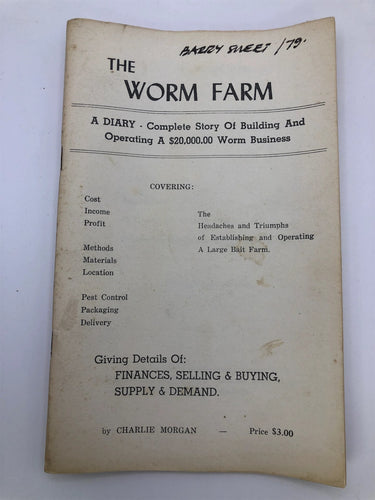 BARRY SWEET /79.
THE
WORM FARM
A DIARY - Complete Story Of Building And
Operating A $20,000.00 Worm Business
COVERING:
Cost
Income
Profit
Methods
Materials
Location
Pest Control
Packaging
Delivery
The
Headaches and Triumphs
of Establishing and Operating
A Large Bait Farm.
Giving Details Of:
FINANCES, SELLING & BUYING,
SUPPLY & DEMAND.
by CHARLIE MORGAN — Price $3.00